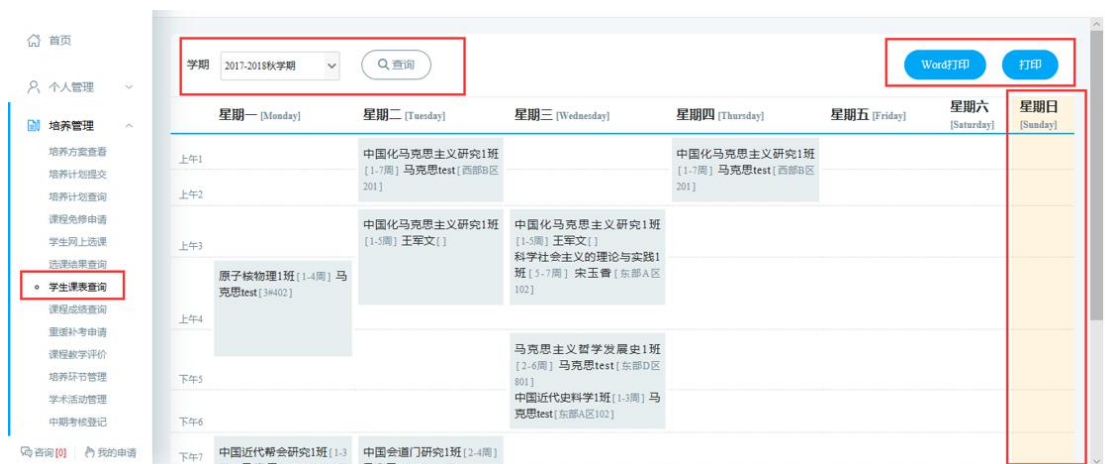 首页
个人管理
培养管理
培养方案查看
培养计划提交
培养计划查询
课程免修申请
学生网上选课
选课结果查询
学生课表查询
课程成绩查询
重缓补考申请
课程教学评价
培养环节管理
学术活动管理
中期考核登记
咨询[0] 我的申请
学期 2017-2018秋学期 查询 Word打印 打印
星期一 [Monday] 星期二 [Tuesday] 星期三 [Wednesday] 星期四 [Thursday] 星期五 [Friday] 星期六 [Saturday] 星期日 [Sunday]
上午1
上午2
上午3
上午4
下午5
下午6
下午7
原子核物理1班[1-4周] 马
克思test[3#402]
中国近代帮会研究1班[1-3
中国化马克思主义研究1班
[1-7周] 马克思test[西部B区
201]
中国化马克思主义研究1班
[1-5周] 王军文[]
中国会道门研究1班[2-4周]
中国化马克思主义研究1班
[1-5周] 王军文[]
科学社会主义的理论与实践1
班[5-7周] 宋玉香[东部A区
102]
马克思主义哲学发展史1班
[2-6周] 马克思test[东部D区
801]
中国近代史料学1班[1-3周] 马
克思test[东部A区102]
中国化马克思主义研究1班
[1-7周] 马克思test[西部B区
201]